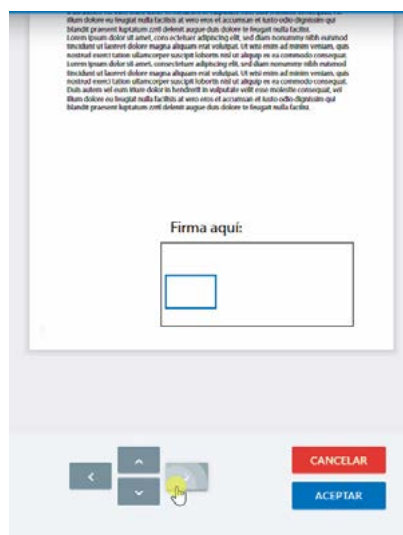 illum dolore eu feugiat nulla facilisis at vero eros et accumsan et iusto odio dignissim qui
blandit praesent luptatum zzril delenit augue duis dolore te feugait nulla facilisi.
Lorem ipsum dolor sit amet, cons ectetuer adipiscing elit, sed diam nonummy nibh euismod
tincidunt ut laoreet dolore magna aliquam erat volutpat. Ut wisi enim ad minim veniam, quis
nostrud exerci tation ullamcorper suscipit lobortis nisl ut aliquip ex ea commodo consequat.
Lorem ipsum dolor sit amet, consectetuer adipiscing elit, sed diam nonummy nibh euismod
tincidunt ut laoreet dolore magna aliquam erat volutpat. Ut wisi enim ad minim veniam, quis
nostrud exerci tation ullamcorper suscipit lobortis nisl ut aliquip ex ea commodo consequat.
Duis autem vel eum iriure dolor in hendrerit in vulputate velit esse molestie consequat, vel
illum dolore eu feugiat nulla facilisis at vero eros et accumsan et iusto odio dignissim qui
blandit praesent luptatum zzril delenit augue duis dolore te feugait nulla facilisi.
Firma aquí:
CANCELAR
ACEPTAR